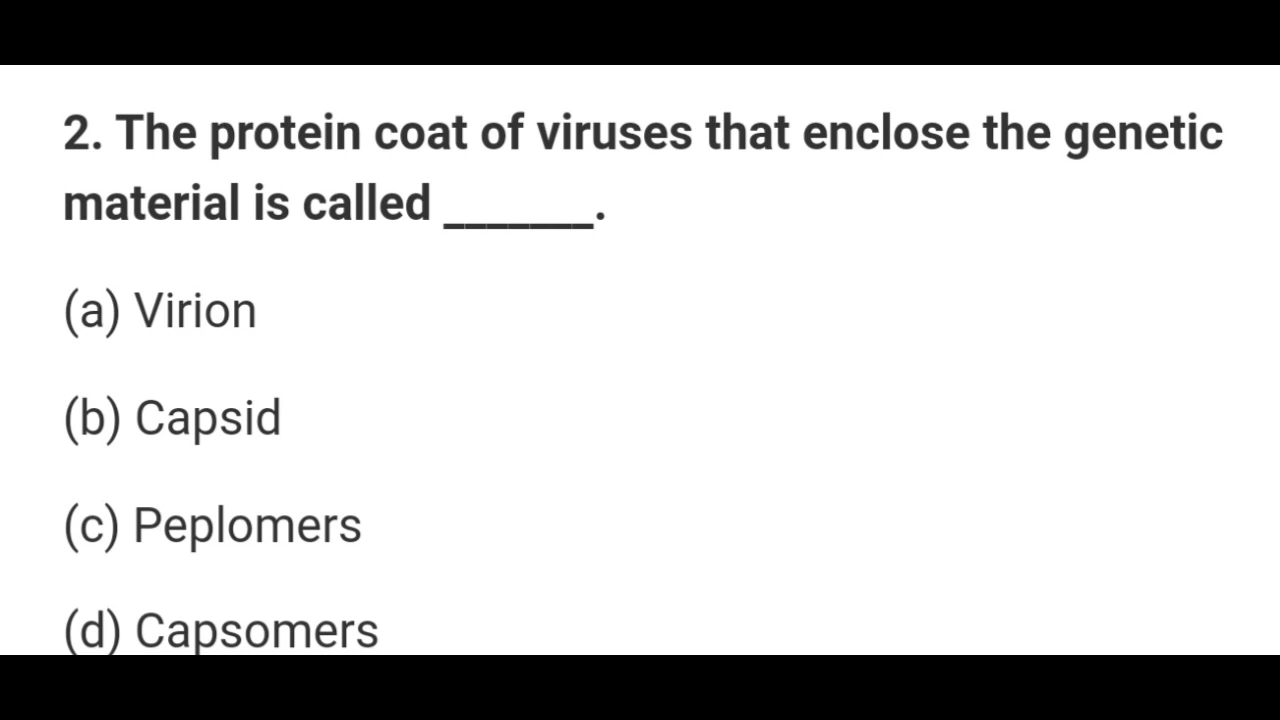 2. The protein coat of viruses that enclose the genetic
material is called _______.
(a) Virion
(b) Capsid
(c) Peplomers
(d) Capsomers